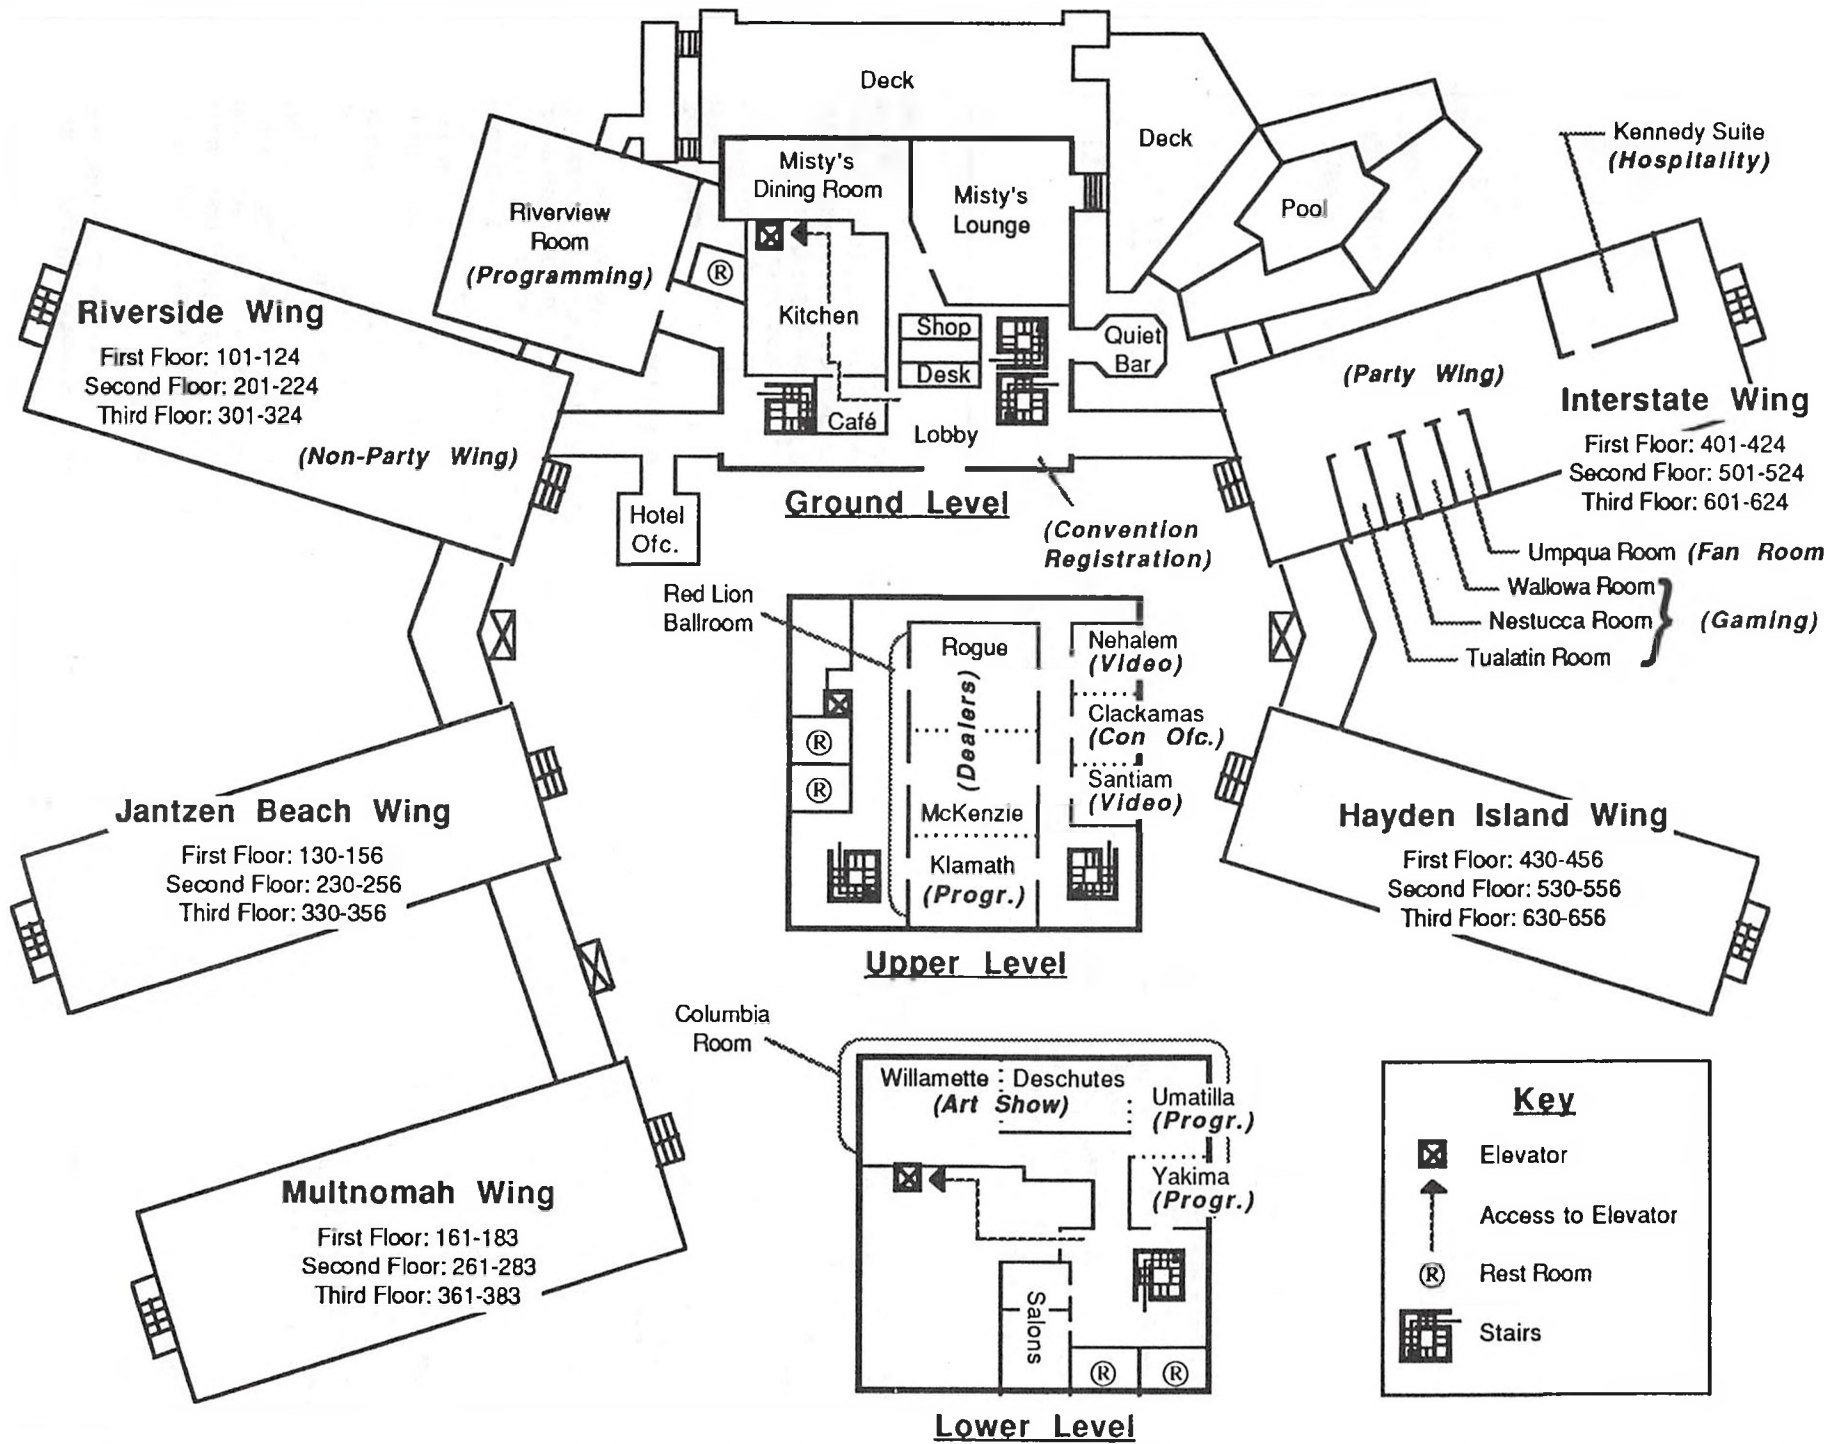 Deck
Deck
Misty's
Dining Room
Misty's
Lounge
Pool
Kennedy Suite
(Hospitality)
Riverview
Room
(Programming)
®
Kitchen
Shop
Desk
Quiet
Bar
Café
Lobby
Riverside Wing
First Floor: 101-124
Second Floor: 201-224
Third Floor: 301-324
(Non-Party Wing)
(Party Wing)
Interstate Wing
First Floor: 401-424
Second Floor: 501-524
Third Floor: 601-624
Hotel
Ofc.
Ground Level
(Convention
Registration)
Umpqua Room (Fan Room
Wallowa Room
Nestucca Room
(Gaming)
Tualatin Room
Red Lion
Ballroom
Rogue
(Dealers)
McKenzie
Klamath
(Progr.)
Nehalem
(Video)
Clackamas
(Con Ofc.)
Santiam
(Video)
®
®
Upper Level
Jantzen Beach Wing
First Floor: 130-156
Second Floor: 230-256
Third Floor: 330-356
Hayden Island Wing
First Floor: 430-456
Second Floor: 530-556
Third Floor: 630-656
Columbia
Room
Willamette
Deschutes
(Art Show)
Umatilla
(Progr.)
Yakima
(Progr.)
Salons
®
®
Lower Level
Multnomah Wing
First Floor: 161-183
Second Floor: 261-283
Third Floor: 361-383
Key
Elevator
Access to Elevator
® Rest Room
Stairs